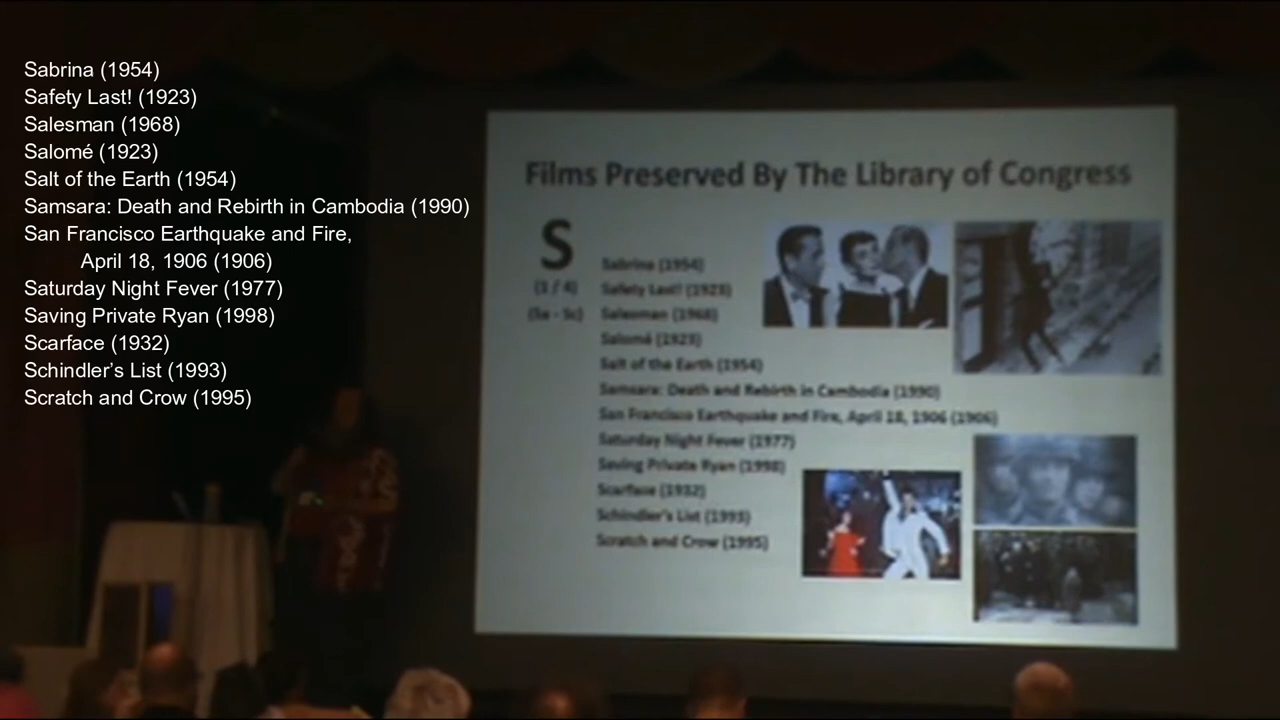 Sabrina (1954)
Safety Last! (1923)
Salesman (1968)
Salomé (1923)
Salt of the Earth (1954)
Samsara: Death and Rebirth in Cambodia (1990)
San Francisco Earthquake and Fire,
April 18, 1906 (1906)
Saturday Night Fever (1977)
Saving Private Ryan (1998)
Scarface (1932)
Schindler’s List (1993)
Scratch and Crow (1995)
Films Preserved By The Library of Congress
S
(1 / 4)
(Sa - Sc)
Sabrina (1954)
Safety Last! (1923)
Salesman (1968)
Salomé (1923)
Salt of the Earth (1954)
Samsara: Death and Rebirth in Cambodia (1990)
San Francisco Earthquake and Fire, April 18, 1906 (1906)
Saturday Night Fever (1977)
Saving Private Ryan (1998)
Scarface (1932)
Schindler's List (1993)
Scratch and Crow (1995)